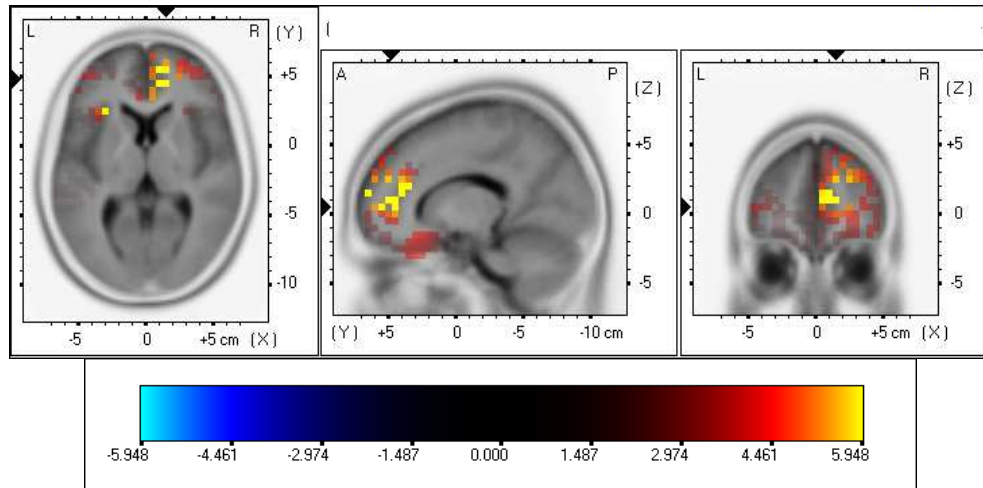 L R (Y)
+5
0
-5
-10
-5 0 +5 cm (X)
(
A P (Z)
+5
0
-5
(Y) +5 0 -5 -10 cm
L R (Z)
+5
0
-5
-5 0 +5 cm (X)
-5.948 -4.461 -2.974 -1.487 0.000 1.487 2.974 4.461 5.948